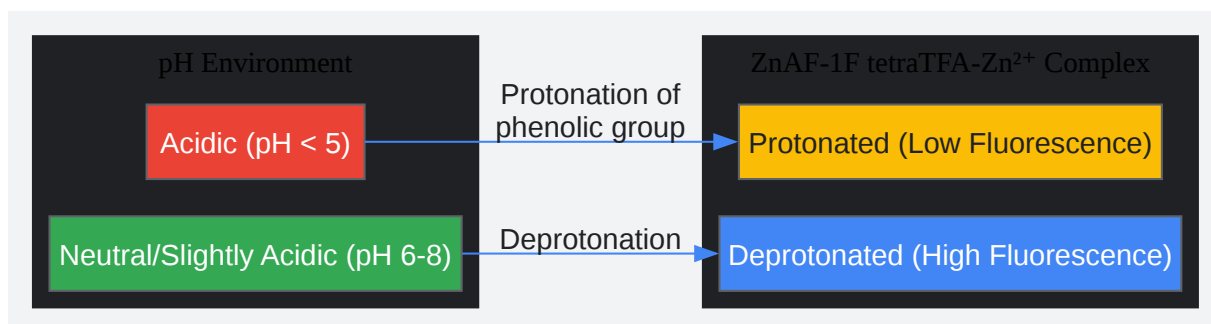 pH Environment
ZnAF-1F tetraTFA-Zn²⁺ Complex
Acidic (pH < 5)
Protonation of
phenolic group
Protonated (Low Fluorescence)
Neutral/Slightly Acidic (pH 6-8)
Deprotonation
Deprotonated (High Fluorescence)